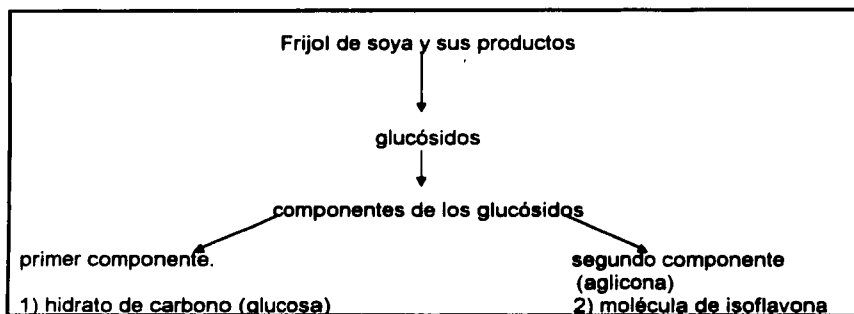 Frijol de soya y sus productos
glucósidos
componentes de los glucósidos
primer componente.
1) hidrato de carbono (glucosa)
segundo componente
(aglicona)
2) molécula de isoflavona